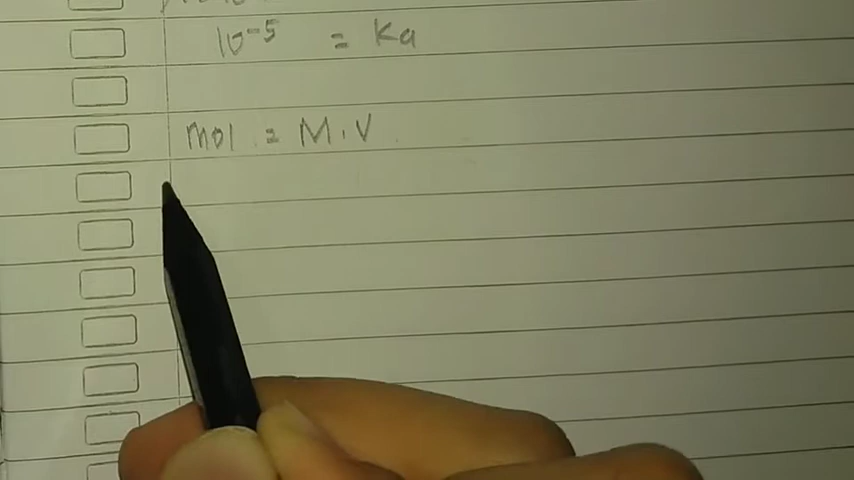 10⁻⁵ = Ka
mol = M . V